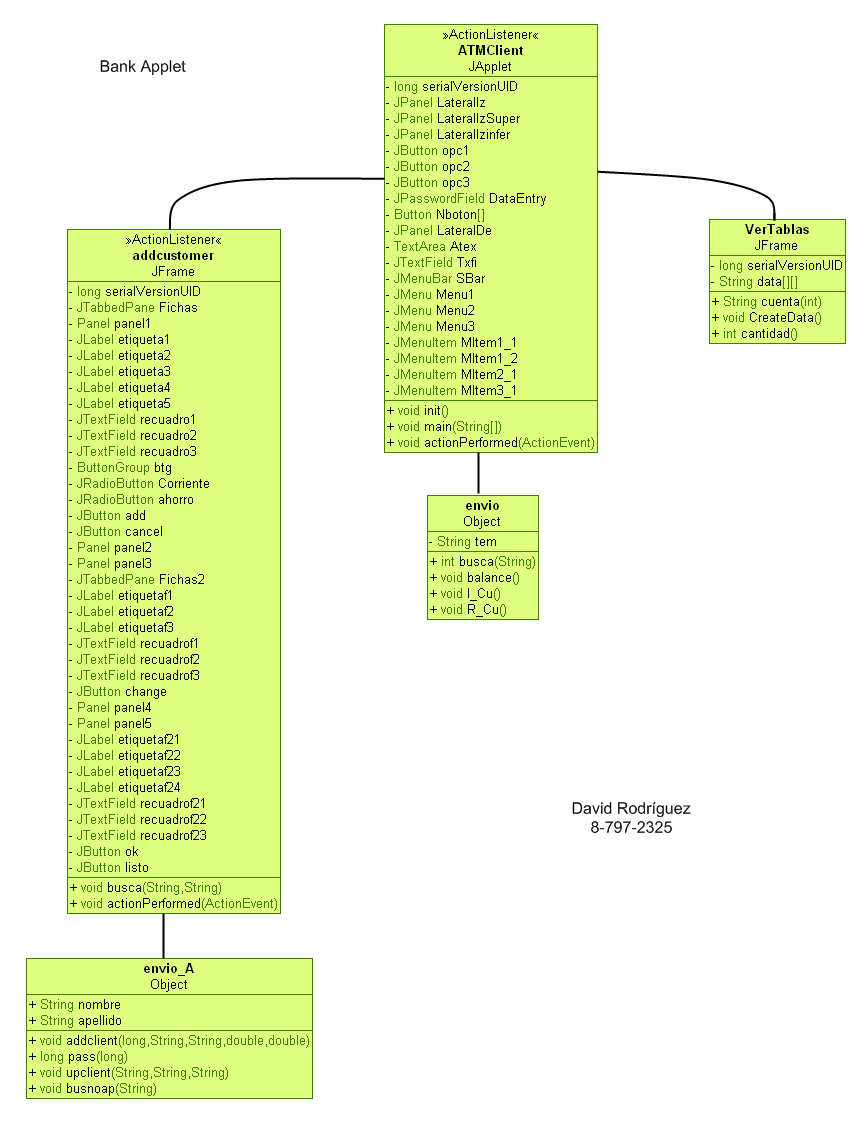 Bank Applet
»ActionListener«
ATMClient
JApplet
- long serialVersionUID
- JPanel LateralIz
- JPanel LateralIzSuper
- JPanel LateralIzinfer
- JButton opc1
- JButton opc2
- JButton opc3
- JPasswordField DataEntry
- Button Nboton[]
- JPanel LateralDe
- TextArea Atex
- JTextField Txfi
- JMenuBar SBar
- JMenu Menu1
- JMenu Menu2
- JMenu Menu3
- JMenuItem MItem1_1
- JMenuItem MItem1_2
- JMenuItem MItem2_1
- JMenuItem MItem3_1
+ void init()
+ void main(String[])
+ void actionPerformed(ActionEvent)
»ActionListener«
addcustomer
JFrame
- long serialVersionUID
- JTabbedPane Fichas
- Panel panel1
- JLabel etiqueta1
- JLabel etiqueta2
- JLabel etiqueta3
- JLabel etiqueta4
- JLabel etiqueta5
- JTextField recuadro1
- JTextField recuadro2
- JTextField recuadro3
- ButtonGroup btg
- JRadioButton Corriente
- JRadioButton ahorro
- JButton add
- JButton cancel
- Panel panel2
- Panel panel3
- JTabbedPane Fichas2
- JLabel etiquetaf1
- JLabel etiquetaf2
- JLabel etiquetaf3
- JTextField recuadrof1
- JTextField recuadrof2
- JTextField recuadrof3
- JButton change
- Panel panel4
- Panel panel5
- JLabel etiquetaf21
- JLabel etiquetaf22
- JLabel etiquetaf23
- JLabel etiquetaf24
- JTextField recuadrof21
- JTextField recuadrof22
- JTextField recuadrof23
- JButton ok
- JButton listo
+ void busca(String,String)
+ void actionPerformed(ActionEvent)
VerTablas
JFrame
- long serialVersionUID
- String data[][]
+ String cuenta(int)
+ void CreateData()
+ int cantidad()
envio
Object
- String tem
+ int busca(String)
+ void balance()
+ void I_Cu()
+ void R_Cu()
David Rodríguez
8-797-2325
envio_A
Object
+ String nombre
+ String apellido
+ void addclient(long,String,String,double,double)
+ long pass(long)
+ void upclient(String,String,String)
+ void busnoap(String)